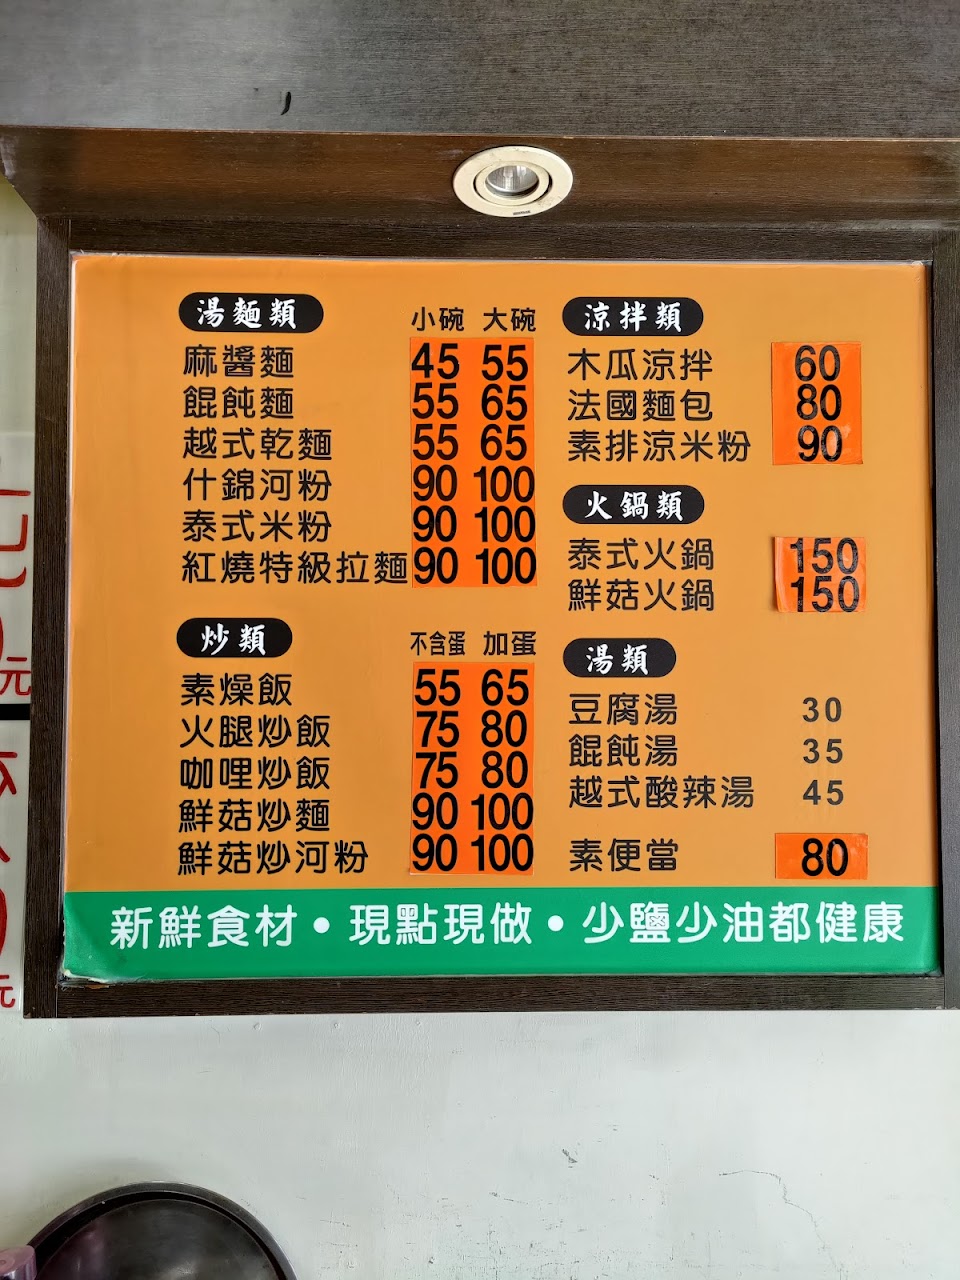 湯麵類 小碗 大碗
麻醬麵 45 55
餛飩麵 55 65
越式乾麵 55 65
什錦河粉 90 100
泰式米粉 90 100
紅燒特級拉麵 90 100
炒類 不含蛋 加蛋
素燥飯 55 65
火腿炒飯 75 80
咖哩炒飯 75 80
鮮菇炒麵 90 100
鮮菇炒河粉 90 100
涼拌類
木瓜涼拌 60
法國麵包 80
素排涼米粉 90
火鍋類
泰式火鍋 150
鮮菇火鍋 150
湯類
豆腐湯 30
餛飩湯 35
越式酸辣湯 45
素便當 80
新鮮食材•現點現做•少鹽少油都健康
元
元